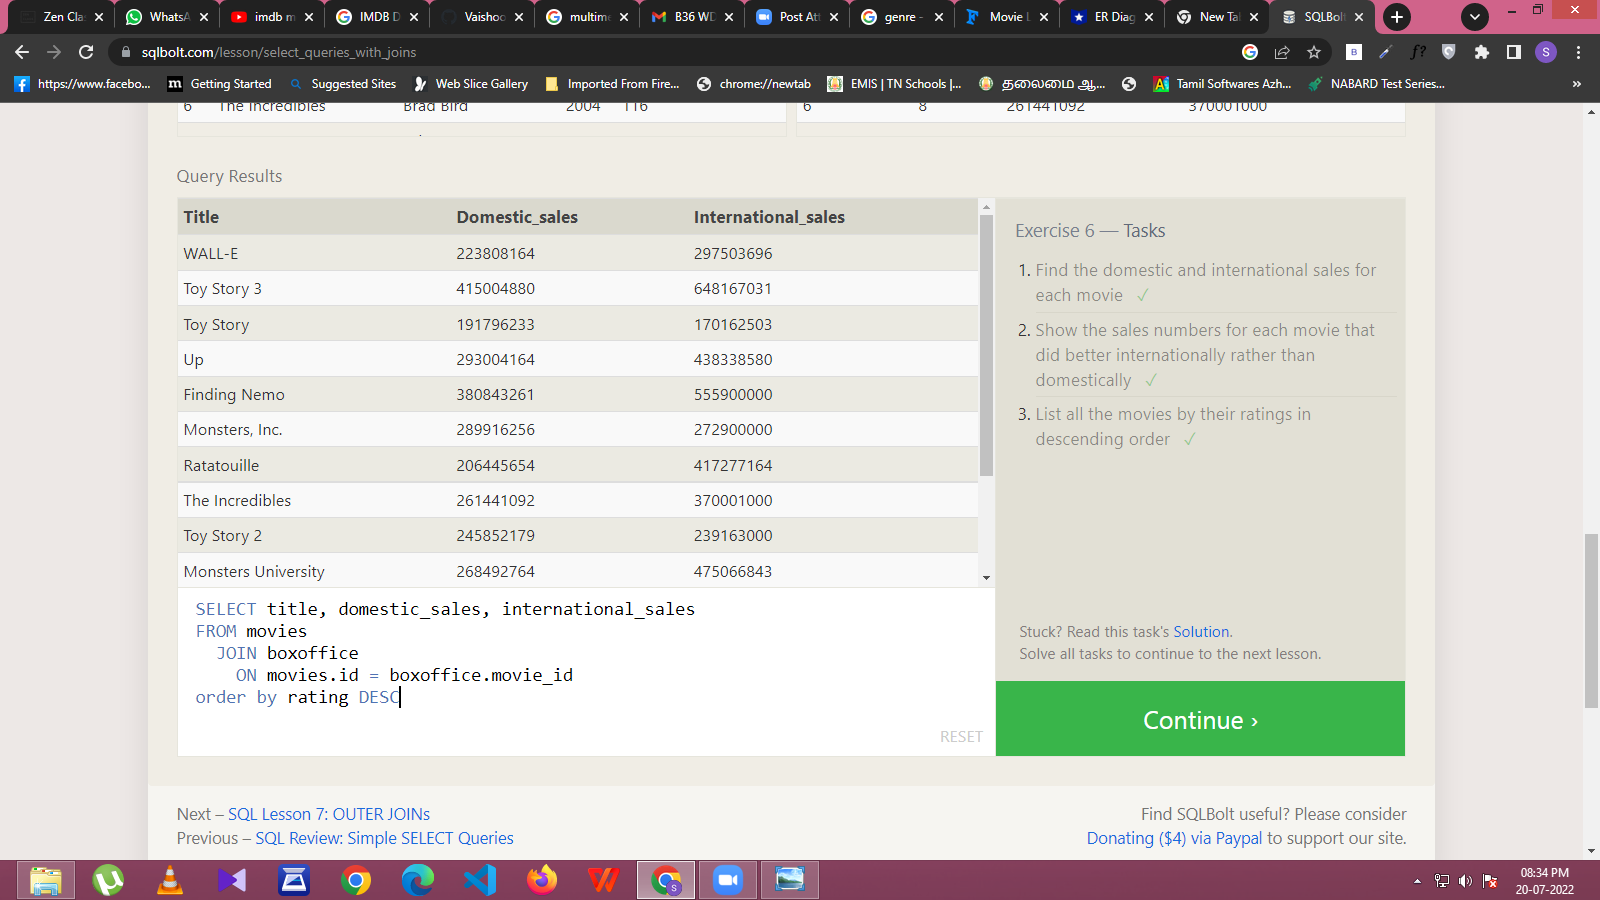 Zen Cla
WhatsA
imdb m
IMDB D
Vaishoo
multime
B36 WD
Post Att
genre -
Movie L
ER Diag
New Tal
SQLBolt
sqlbolt.com/lesson/select_queries_with_joins
https://www.facebo...
Getting Started
Suggested Sites
Web Slice Gallery
Imported From Fire...
chrome://newtab
EMIS | TN Schools |...
தலைமை ஆ...
Tamil Softwares Azh...
NABARD Test Series...
»
6 The Incredibles Brad Bird 2004 116
6 8 261441092 370001000
Query Results
Title Domestic_sales International_sales
WALL-E 223808164 297503696
Toy Story 3 415004880 648167031
Toy Story 191796233 170162503
Up 293004164 438338580
Finding Nemo 380843261 555900000
Monsters, Inc. 289916256 272900000
Ratatouille 206445654 417277164
The Incredibles 261441092 370001000
Toy Story 2 245852179 239163000
Monsters University 268492764 475066843
SELECT title, domestic_sales, international_sales
FROM movies
JOIN boxoffice
ON movies.id = boxoffice.movie_id
order by rating DESC
RESET
Exercise 6 — Tasks
1. Find the domestic and international sales for
each movie ✓
2. Show the sales numbers for each movie that
did better internationally rather than
domestically ✓
3. List all the movies by their ratings in
descending order ✓
Stuck? Read this task's Solution.
Solve all tasks to continue to the next lesson.
Continue ›
Next – SQL Lesson 7: OUTER JOINs
Previous – SQL Review: Simple SELECT Queries
Find SQLBolt useful? Please consider
Donating ($4) via Paypal to support our site.
08:34 PM
20-07-2022